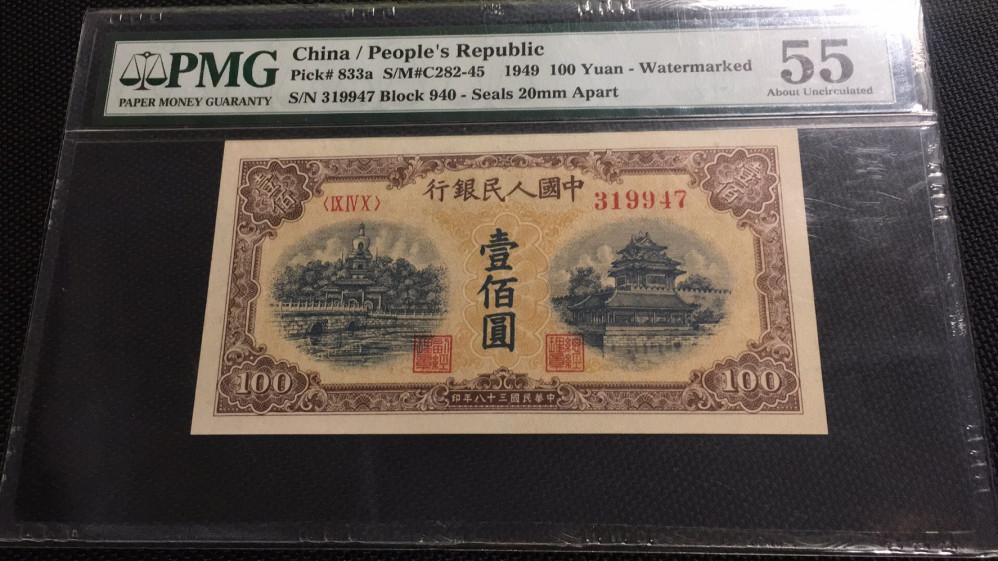 PMG
PAPER MONEY GUARANTY
China / People's Republic
Pick# 833a S/M#C282-45 1949 100 Yuan - Watermarked
S/N 319947 Block 940 - Seals 20mm Apart
55
About Uncirculated
行銀民人國中
〈IX IV X〉
319947
壹佰
壹佰
壹佰圓
100
100
印年八十三國民華中